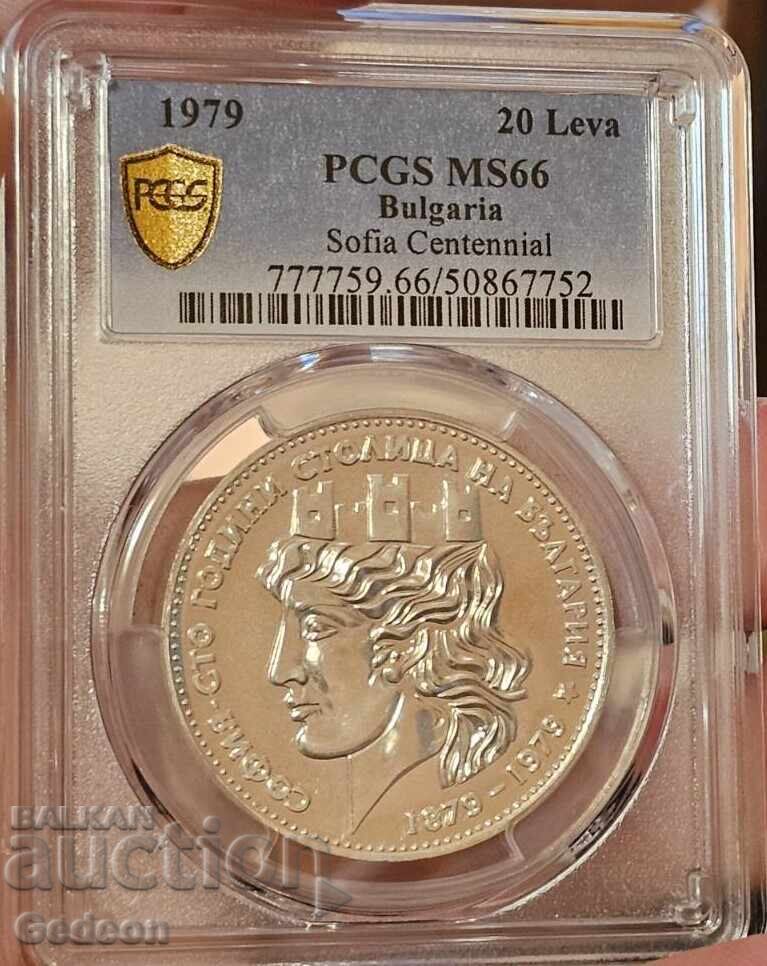 1979 20 Leva
PCGS
PCGS MS66
Bulgaria
Sofia Centennial
777759.66/50867752
СОФИЯ-СТО ГОДИНИ СТОЛИЦА НА БЪЛГАРИЯ ★
1879-1979
BALKAN
auction
Gedeon